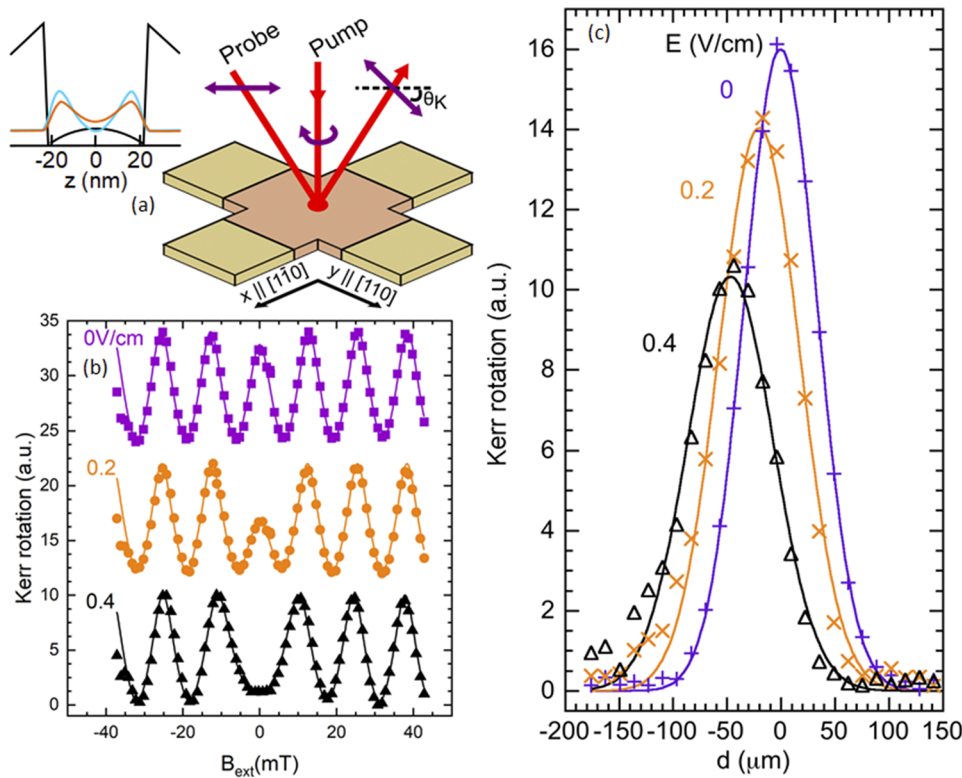 Probe
Pump
θK
-20 0 20
z (nm)
(a)
x || [11̄0]
y || [110]
(b)
35
30
25
20
15
10
5
0
0V/cm
0.2
0.4
-40 -20 0 20 40
Kerr rotation (a.u.)
Bext(mT)
(c)
E (V/cm)
0
0.2
0.4
16
14
12
10
8
6
4
2
0
-200 -150 -100 -50 0 50 100 150
Kerr rotation (a.u.)
d (μm)